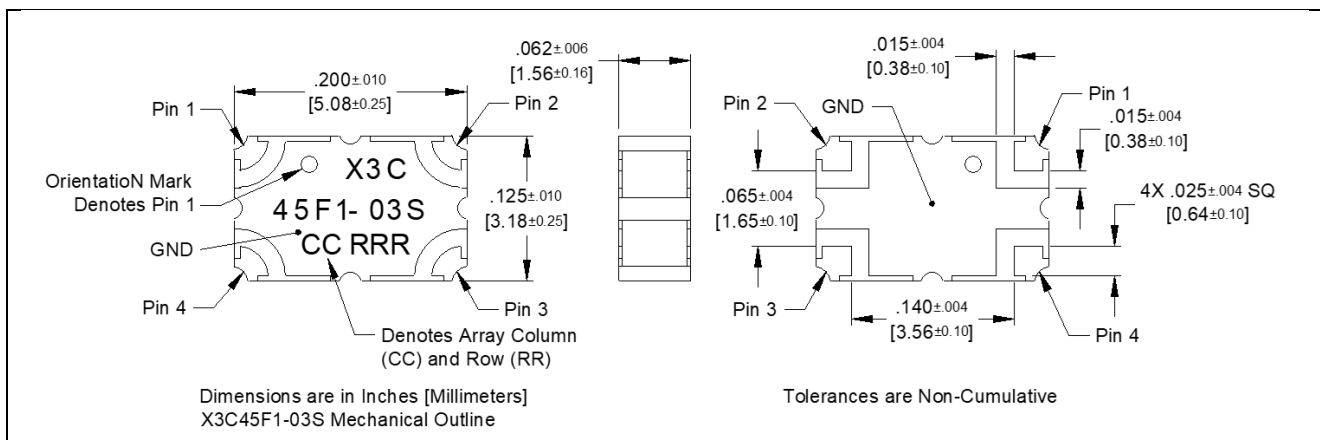 .200±.010
[5.08±0.25]
.062±.006
[1.56±0.16]
.015±.004
[0.38±0.10]
Pin 1
Pin 2
Pin 2
GND
Pin 1
.015±.004
[0.38±0.10]
OrientatioN Mark
Denotes Pin 1
X3C
45F1-03S
CC RRR
.125±.010
[3.18±0.25]
.065±.004
[1.65±0.10]
4X .025±.004 SQ
[0.64±0.10]
GND
Pin 4
Pin 3
Pin 3
.140±.004
[3.56±0.10]
Pin 4
Denotes Array Column
(CC) and Row (RR)
Dimensions are in Inches [Millimeters]
X3C45F1-03S Mechanical Outline
Tolerances are Non-Cumulative